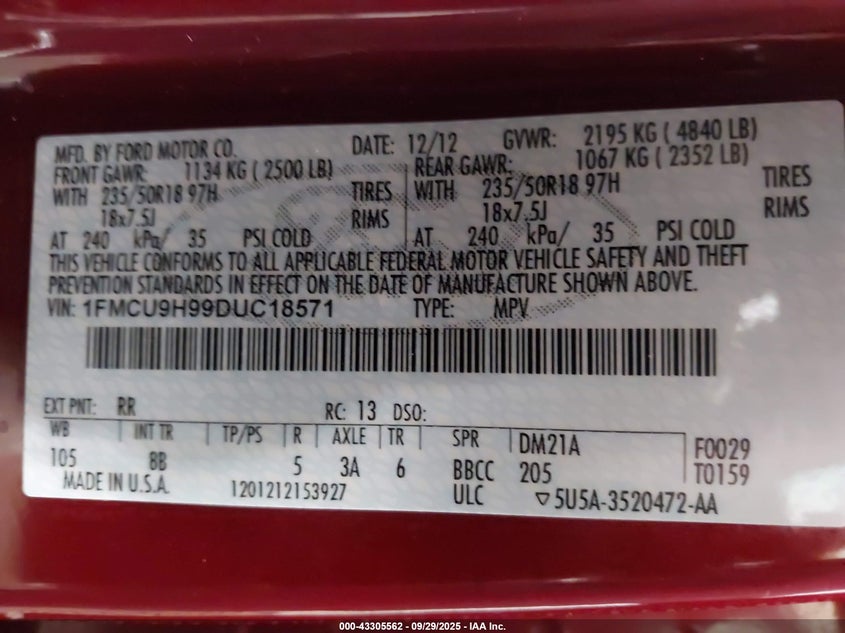 MFD. BY FORD MOTOR CO. DATE: 12/12 GVWR: 2195 KG ( 4840 LB)
FRONT GAWR: 1134 KG ( 2500 LB) REAR GAWR: 1067 KG ( 2352 LB)
WITH 235/50R18 97H TIRES WITH 235/50R18 97H TIRES
18x7.5J RIMS 18x7.5J RIMS
AT 240 kPa/ 35 PSI COLD AT 240 kPa/ 35 PSI COLD
THIS VEHICLE CONFORMS TO ALL APPLICABLE FEDERAL MOTOR VEHICLE SAFETY AND THEFT
PREVENTION STANDARDS IN EFFECT ON THE DATE OF MANUFACTURE SHOWN ABOVE.
VIN: 1FMCU9H99DUC18571 TYPE: MPV
EXT PNT: RR RC: 13 DSO:
WB INT TR TP/PS R AXLE TR SPR DM21A F0029
105 8B 5 3A 6 BBCC 205 T0159
MADE IN U.S.A. 1201212153927 ULC ▽5U5A-3520472-AA
000-43305562 - 09/29/2025 - IAA Inc.